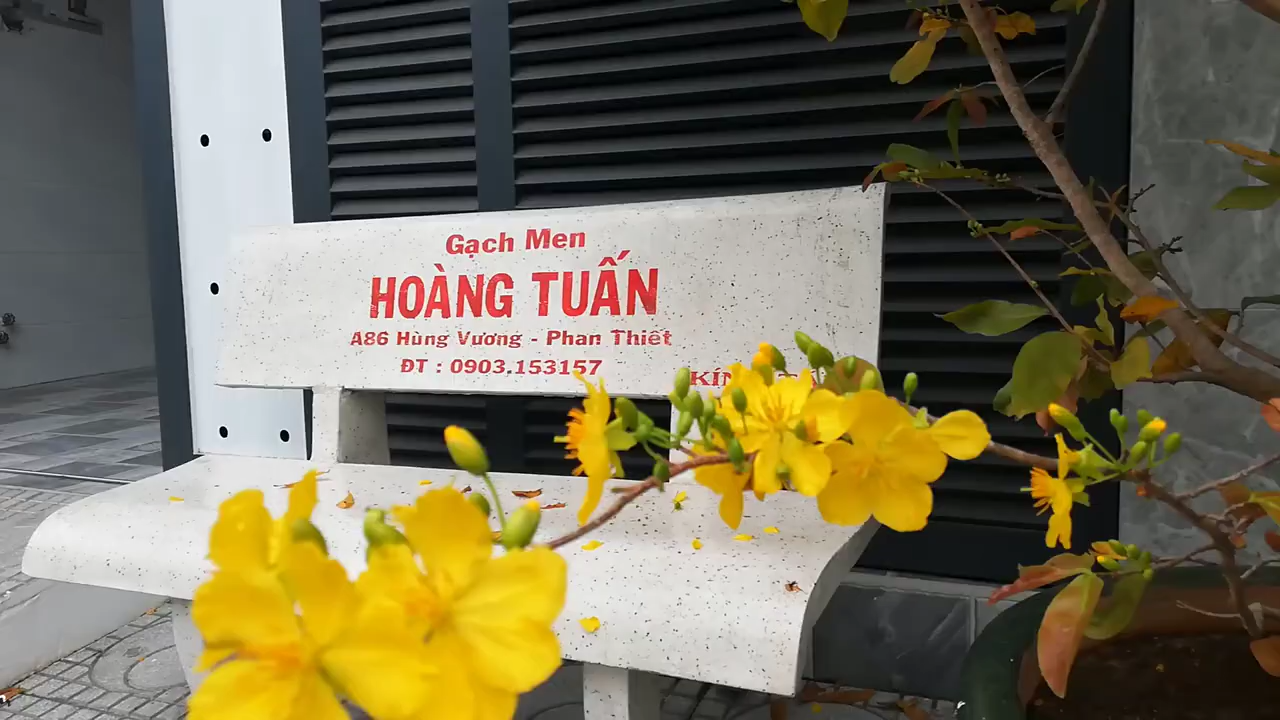 Gạch Men
HOÀNG TUẤN
A86 Hùng Vương - Phan Thiết
ĐT : 0903.153157